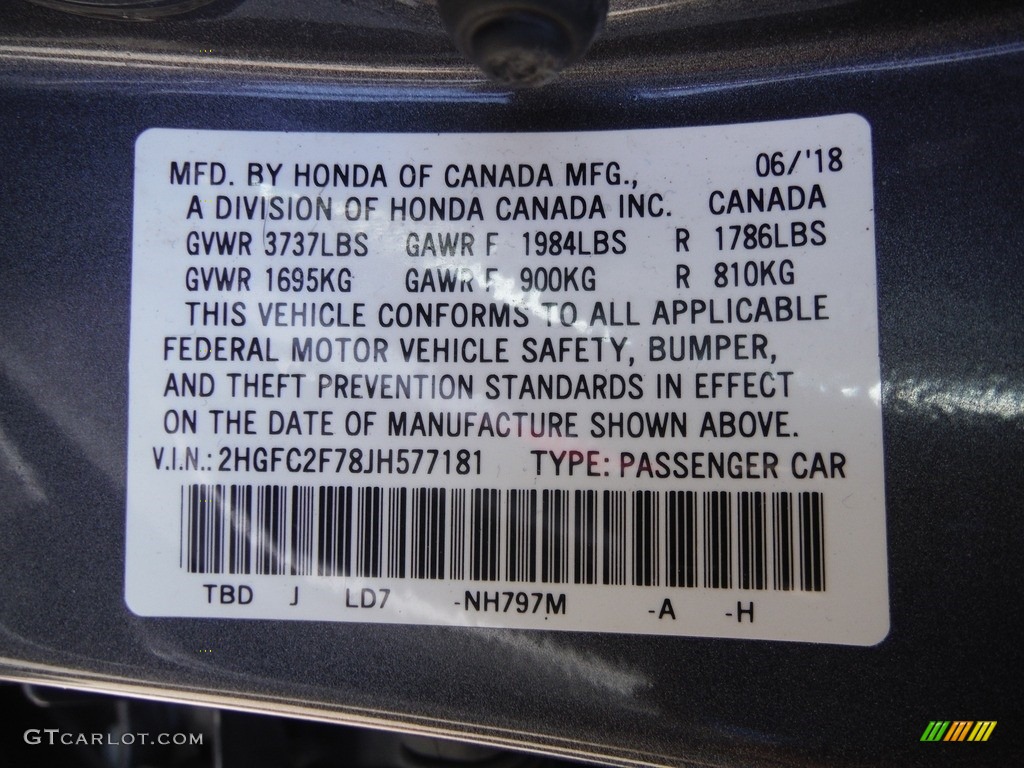 MFD. BY HONDA OF CANADA MFG., 06/'18
A DIVISION OF HONDA CANADA INC. CANADA
GVWR 3737LBS GAWR F 1984LBS R 1786LBS
GVWR 1695KG GAWR F 900KG R 810KG
THIS VEHICLE CONFORMS TO ALL APPLICABLE
FEDERAL MOTOR VEHICLE SAFETY, BUMPER,
AND THEFT PREVENTION STANDARDS IN EFFECT
ON THE DATE OF MANUFACTURE SHOWN ABOVE.
V.I.N.: 2HGFC2F78JH577181 TYPE: PASSENGER CAR
TBD J LD7 -NH797M -A -H
GTCARLOT.COM